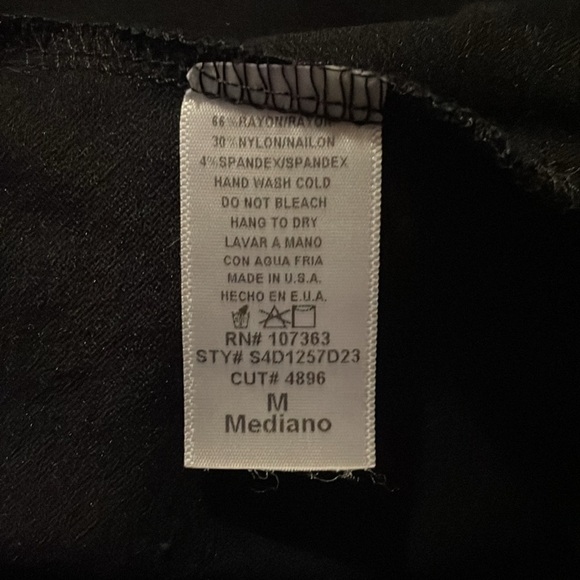 66%RAYON/RAYON
30%NYLON/NAILON
4%SPANDEX/SPANDEX
HAND WASH COLD
DO NOT BLEACH
HANG TO DRY
LAVAR A MANO
CON AGUA FRIA
MADE IN U.S.A.
HECHO EN E.U.A.
RN# 107363
STY# S4D1257D23
CUT# 4896
M
Mediano